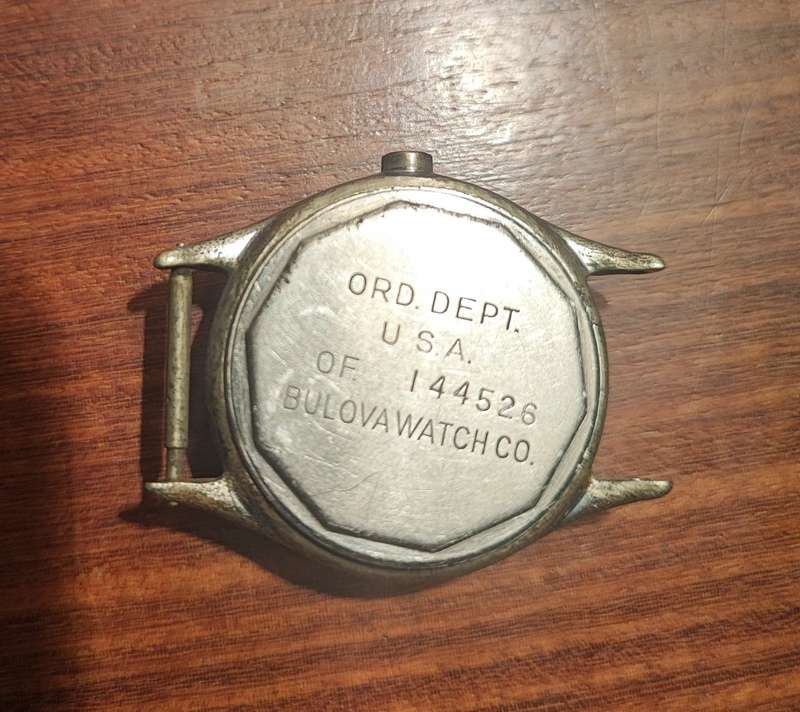 ORD. DEPT.
U.S.A.
OF. 144526
BULOVA WATCH CO.